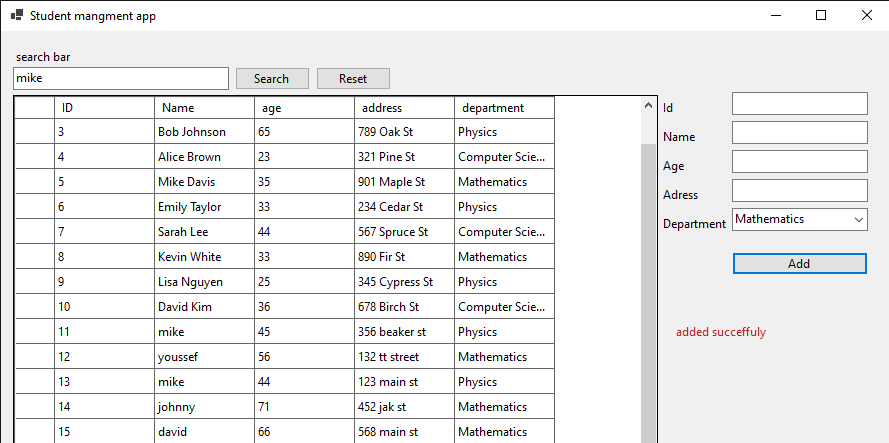 Student mangment app
search bar
mike
Search Reset
ID Name age address department
3 Bob Johnson 65 789 Oak St Physics
4 Alice Brown 23 321 Pine St Computer Scie...
5 Mike Davis 35 901 Maple St Mathematics
6 Emily Taylor 33 234 Cedar St Physics
7 Sarah Lee 44 567 Spruce St Computer Scie...
8 Kevin White 33 890 Fir St Mathematics
9 Lisa Nguyen 25 345 Cypress St Physics
10 David Kim 36 678 Birch St Computer Scie...
11 mike 45 356 beaker st Physics
12 youssef 56 132 tt street Mathematics
13 mike 44 123 main st Physics
14 johnny 71 452 jak st Mathematics
15 david 66 568 main st Mathematics
Id
Name
Age
Adress
Department Mathematics
Add
added succeffuly